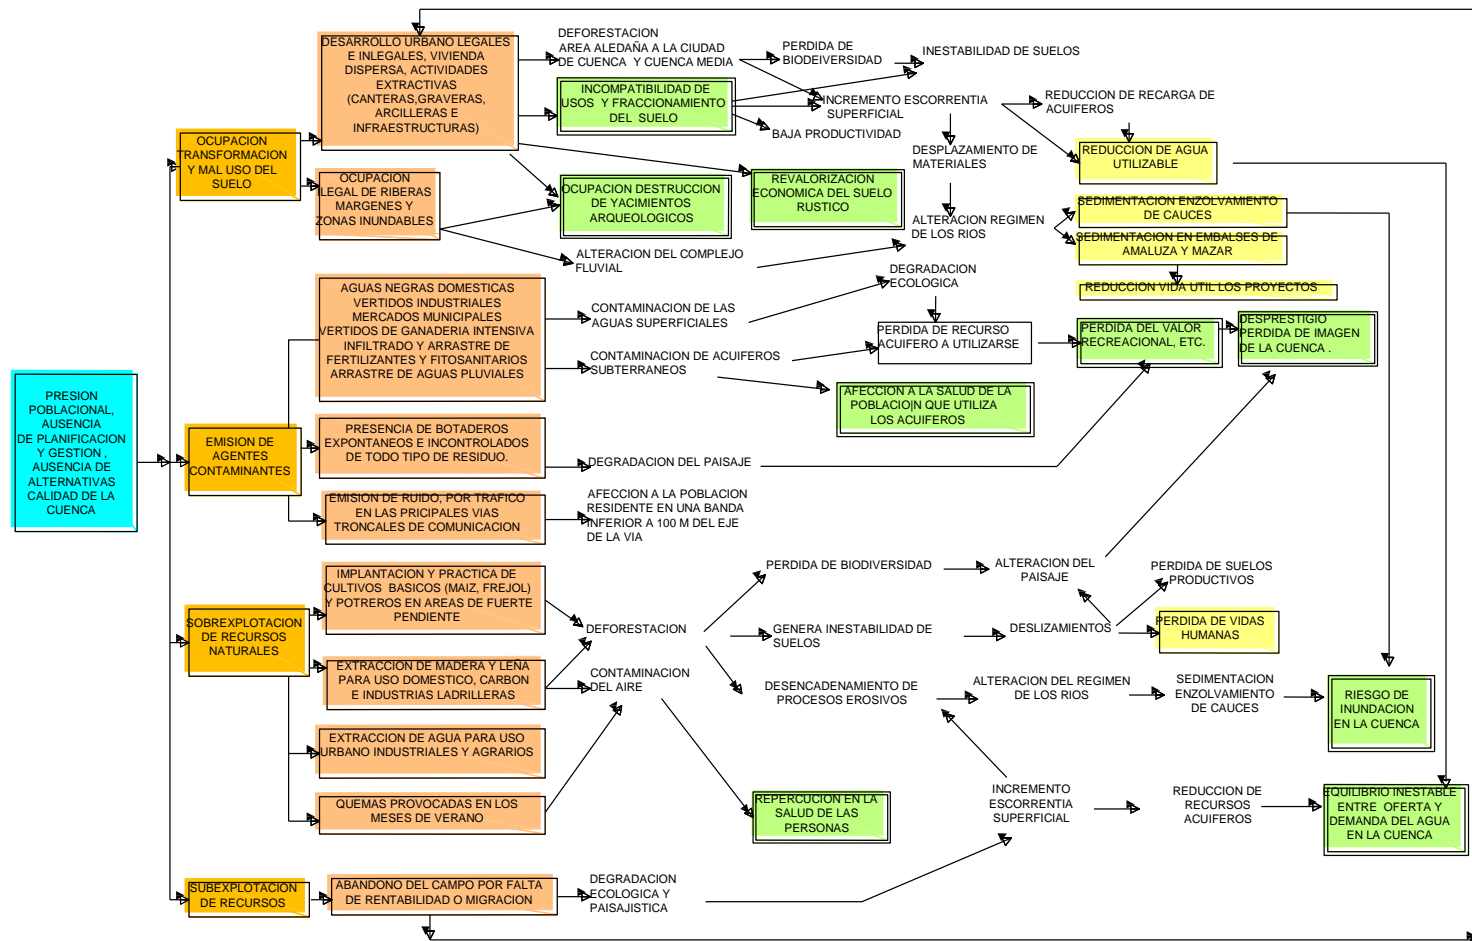 PRESION
POBLACIONAL,
AUSENCIA
DE PLANIFICACION
Y GESTION ,
AUSENCIA DE
ALTERNATIVAS
CALIDAD DE LA
CUENCA
OCUPACION
TRANSFORMACION
Y MAL USO DEL
SUELO
DESARROLLO URBANO LEGALES
E INLEGALES, VIVIENDA
DISPERSA, ACTIVIDADES
EXTRACTIVAS
(CANTERAS,GRAVERAS,
ARCILLERAS E
INFRAESTRUCTURAS)
OCUPACION
ILEGAL DE RIBERAS
MARGENES Y
ZONAS INUNDABLES
DEFORESTACION
AREA ALEDAÑA A LA CIUDAD
DE CUENCA Y CUENCA MEDIA
INCOMPATIBILIDAD DE
USOS Y FRACCIONAMIENTO
DEL SUELO
OCUPACION DESTRUCCION
DE YACIMIENTOS
ARQUEOLOGICOS
ALTERACION DEL COMPLEJO
FLUVIAL
PERDIDA DE
BIODEIVERSIDAD
INESTABILIDAD DE SUELOS
INCREMENTO ESCORRENTIA
SUPERFICIAL
BAJA PRODUCTIVIDAD
REVALORIZACION
ECONOMICA DEL SUELO
RUSTICO
DESPLAZAMIENTO DE
MATERIALES
ALTERACION REGIMEN
DE LOS RIOS
REDUCCION DE RECARGA DE
ACUIFEROS
REDUCCION DE AGUA
UTILIZABLE
SEDIMENTACION ENZOLVAMIENTO
DE CAUCES
SEDIMENTACION EN EMBALSES DE
AMALUZA Y MAZAR
REDUCCION VIDA UTIL LOS PROYECTOS
EMISION DE
AGENTES
CONTAMINANTES
AGUAS NEGRAS DOMESTICAS
VERTIDOS INDUSTRIALES
MERCADOS MUNICIPALES
VERTIDOS DE GANADERIA INTENSIVA
INFILTRADO Y ARRASTRE DE
FERTILIZANTES Y FITOSANITARIOS
ARRASTRE DE AGUAS PLUVIALES
CONTAMINACION DE LAS
AGUAS SUPERFICIALES
CONTAMINACION DE ACUIFEROS
SUBTERRANEOS
DEGRADACION
ECOLOGICA
PERDIDA DE RECURSO
ACUIFERO A UTILIZARSE
PERDIDA DEL VALOR
RECREACIONAL, ETC.
DESPRESTIGIO
PERDIDA DE IMAGEN
DE LA CUENCA .
AFECCION A LA SALUD DE LA
POBLACIO|N QUE UTILIZA
LOS ACUIFEROS
PRESENCIA DE BOTADEROS
EXPONTANEOS E INCONTROLADOS
DE TODO TIPO DE RESIDUO.
DEGRADACION DEL PAISAJE
EMISION DE RUIDO, POR TRAFICO
EN LAS PRICIPALES VIAS
TRONCALES DE COMUNICACION
AFECCION A LA POBLACION
RESIDENTE EN UNA BANDA
INFERIOR A 100 M DEL EJE
DE LA VIA
SOBREXPLOTACION
DE RECURSOS
NATURALES
IMPLANTACION Y PRACTICA DE
CULTIVOS BASICOS (MAIZ, FREJOL)
Y POTREROS EN AREAS DE FUERTE
PENDIENTE
EXTRACCION DE MADERA Y LEÑA
PARA USO DOMESTICO, CARBON
E INDUSTRIAS LADRILLERAS
EXTRACCION DE AGUA PARA USO
URBANO INDUSTRIALES Y AGRARIOS
QUEMAS PROVOCADAS EN LOS
MESES DE VERANO
DEFORESTACION
CONTAMINACION
DEL AIRE
PERDIDA DE BIODIVERSIDAD
GENERA INESTABILIDAD DE
SUELOS
DESENCADENAMIENTO DE
PROCESOS EROSIVOS
REPERCUCION EN LA
SALUD DE LAS
PERSONAS
ALTERACION DEL
PAISAJE
DESLIZAMIENTOS
PERDIDA DE SUELOS
PRODUCTIVOS
PERDIDA DE VIDAS
HUMANAS
ALTERACION DEL REGIMEN
DE LOS RIOS
SEDIMENTACION
ENZOLVAMIENTO
DE CAUCES
RIESGO DE
INUNDACION
EN LA CUENCA
INCREMENTO
ESCORRENTIA
SUPERFICIAL
REDUCCION DE
RECURSOS
ACUIFEROS
EQUILIBRIO INESTABLE
ENTRE OFERTA Y
DEMANDA DEL AGUA
EN LA CUENCA
SUBEXPLOTACION
DE RECURSOS
ABANDONO DEL CAMPO POR FALTA
DE RENTABILIDAD O MIGRACION
DEGRADACION
ECOLOGICA Y
PAISAJISTICA